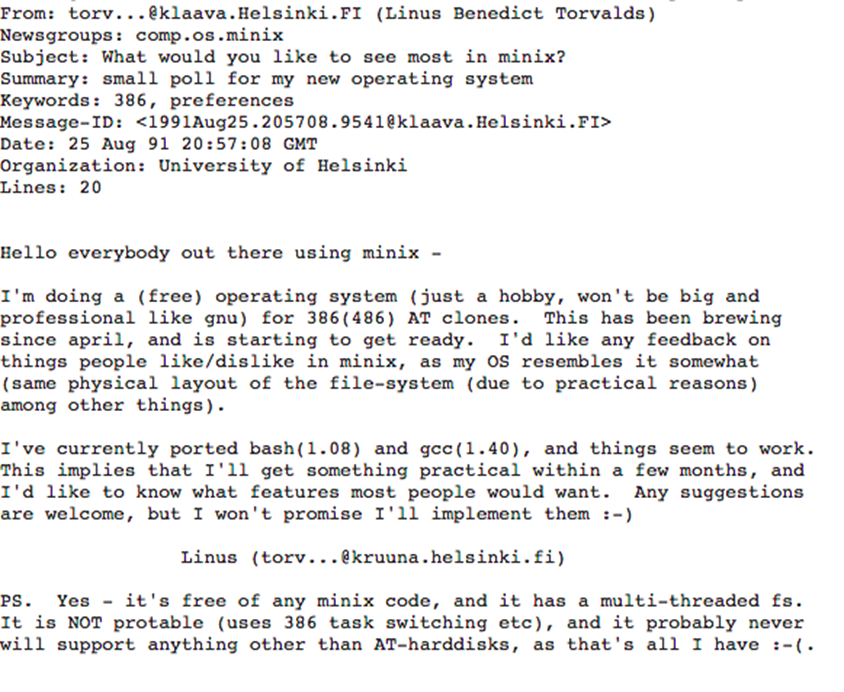 From: torv...@klaava.Helsinki.FI (Linus Benedict Torvalds)
Newsgroups: comp.os.minix
Subject: What would you like to see most in minix?
Summary: small poll for my new operating system
Keywords: 386, preferences
Message-ID: <1991Aug25.205708.9541@klaava.Helsinki.FI>
Date: 25 Aug 91 20:57:08 GMT
Organization: University of Helsinki
Lines: 20
Hello everybody out there using minix -
I'm doing a (free) operating system (just a hobby, won't be big and
professional like gnu) for 386(486) AT clones.  This has been brewing
since april, and is starting to get ready.  I'd like any feedback on
things people like/dislike in minix, as my OS resembles it somewhat
(same physical layout of the file-system (due to practical reasons)
among other things).
I've currently ported bash(1.08) and gcc(1.40), and things seem to work.
This implies that I'll get something practical within a few months, and
I'd like to know what features most people would want.  Any suggestions
are welcome, but I won't promise I'll implement them :-)
Linus (torv...@kruuna.helsinki.fi)
PS.  Yes - it's free of any minix code, and it has a multi-threaded fs.
It is NOT protable (uses 386 task switching etc), and it probably never
will support anything other than AT-harddisks, as that's all I have :-(.